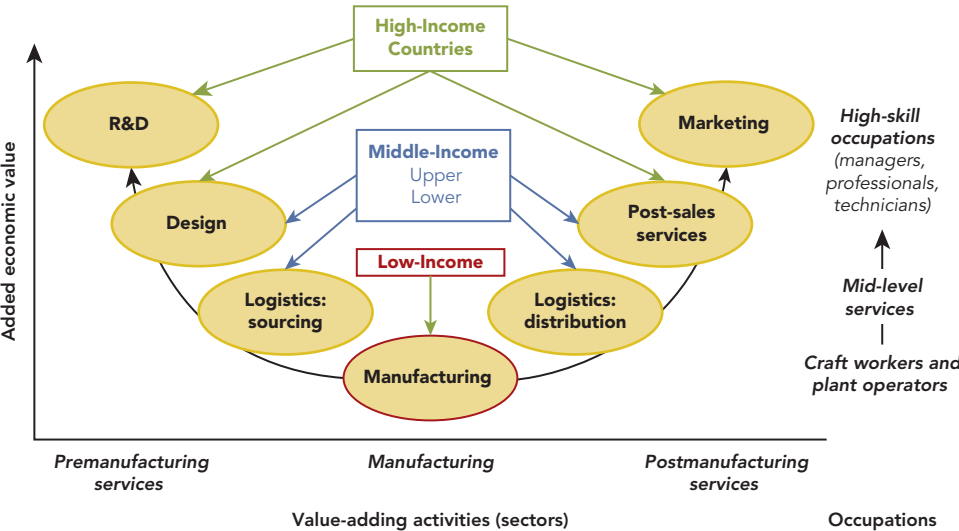 High-Income
Countries
R&D
Marketing
High-skill
occupations
(managers,
professionals,
technicians)
Middle-Income
Upper
Lower
Design
Post-sales
services
Low-Income
Logistics:
sourcing
Logistics:
distribution
Mid-level
services
Manufacturing
Craft workers and
plant operators
Added economic value
Premanufacturing
services
Manufacturing
Postmanufacturing
services
Value-adding activities (sectors)
Occupations